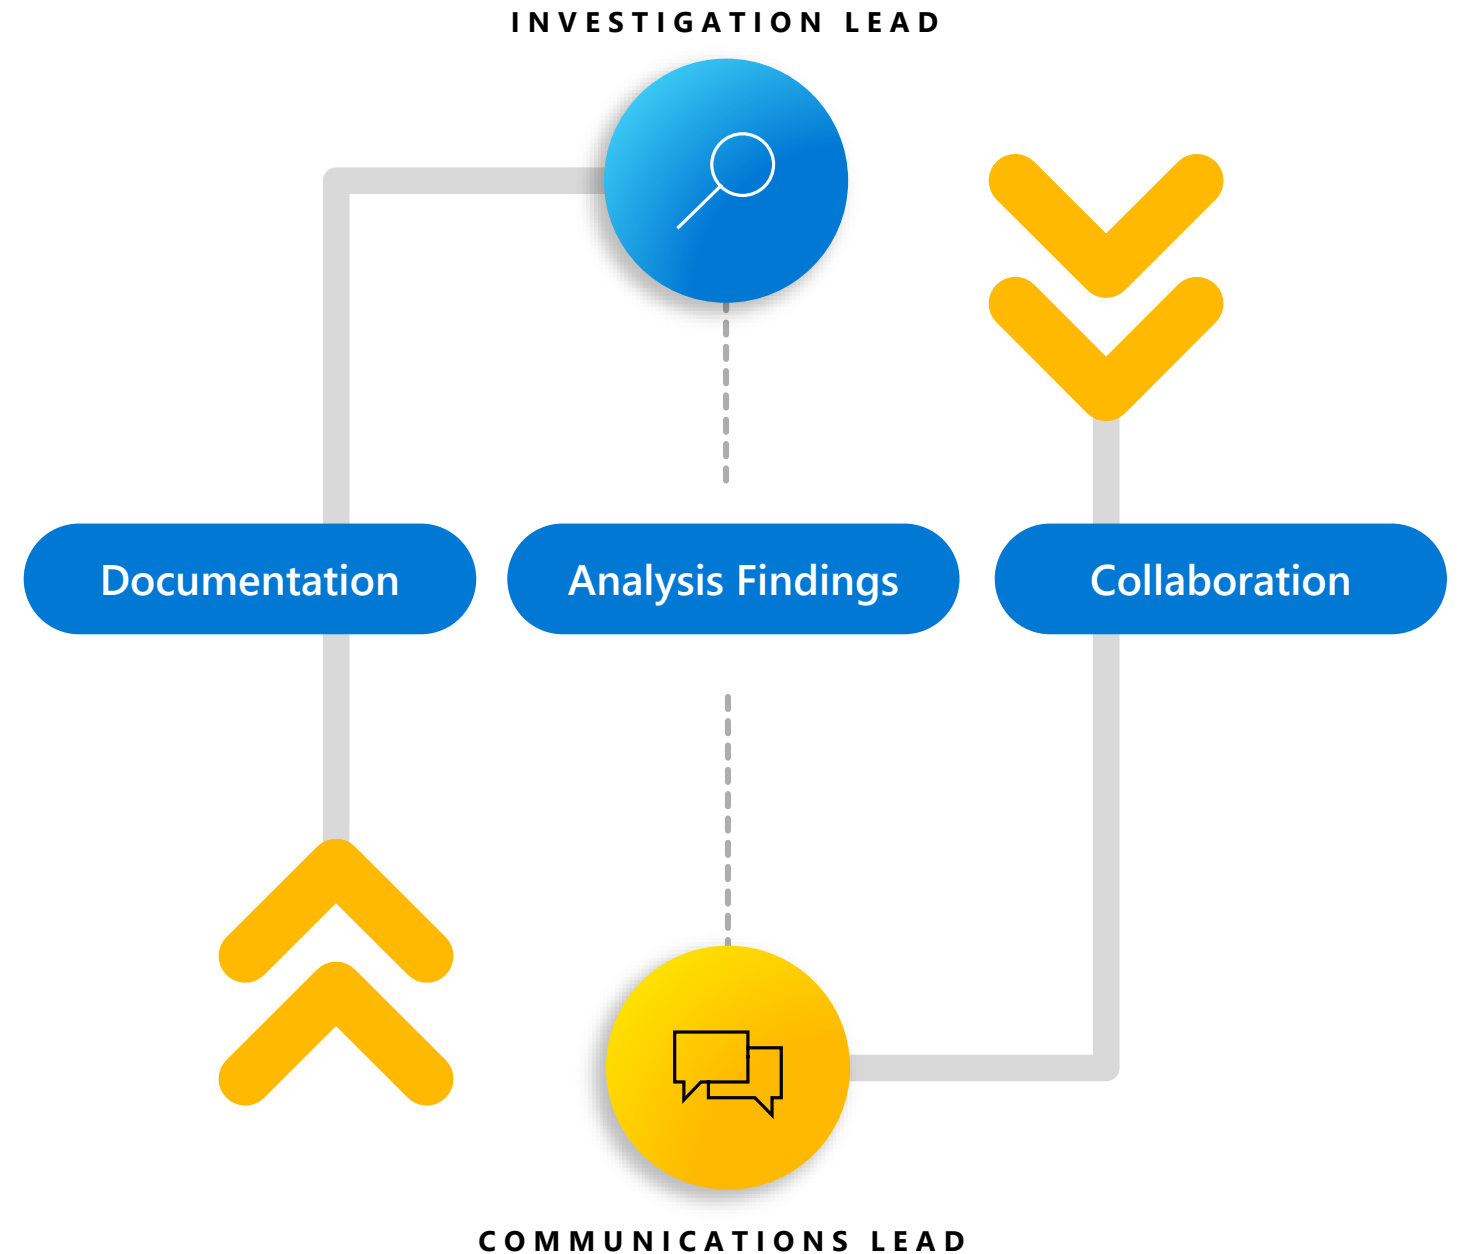 INVESTIGATION LEAD
Documentation
Analysis Findings
Collaboration
COMMUNICATIONS LEAD